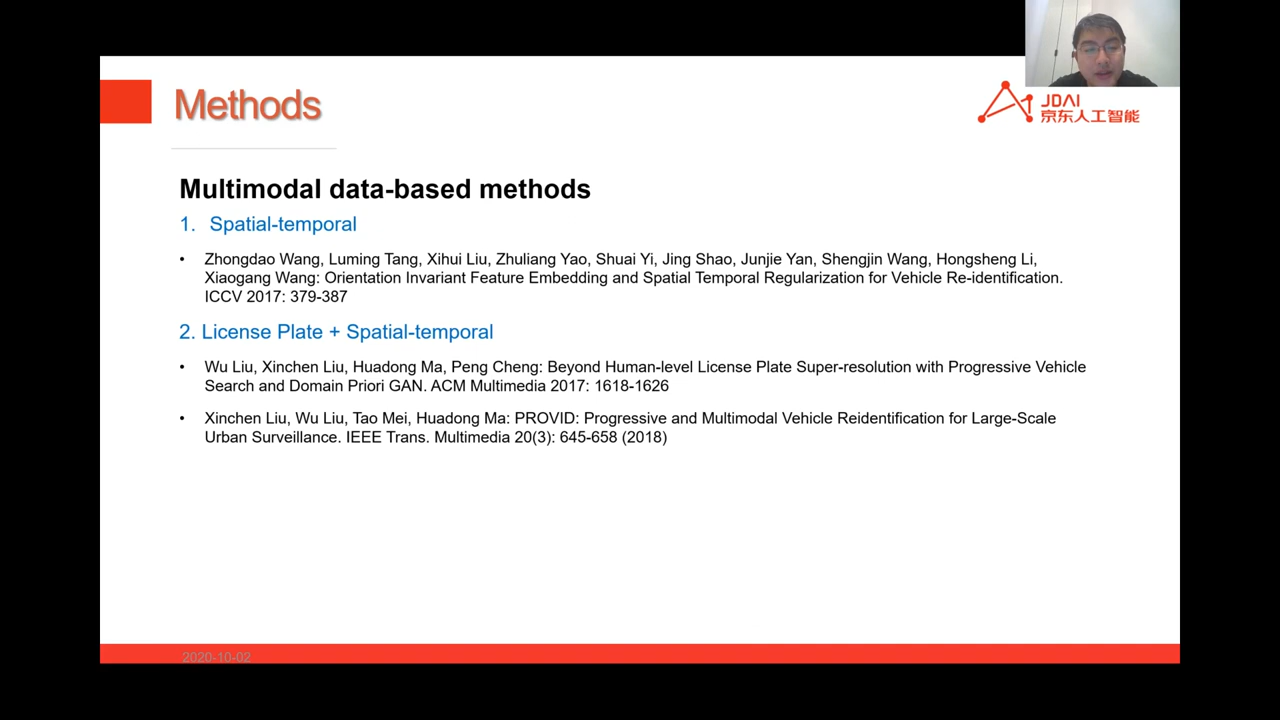 Methods
JDAI
京东人工智能
Multimodal data-based methods
1. Spatial-temporal
• Zhongdao Wang, Luming Tang, Xihui Liu, Zhuliang Yao, Shuai Yi, Jing Shao, Junjie Yan, Shengjin Wang, Hongsheng Li,
Xiaogang Wang: Orientation Invariant Feature Embedding and Spatial Temporal Regularization for Vehicle Re-identification.
ICCV 2017: 379-387
2. License Plate + Spatial-temporal
• Wu Liu, Xinchen Liu, Huadong Ma, Peng Cheng: Beyond Human-level License Plate Super-resolution with Progressive Vehicle
Search and Domain Priori GAN. ACM Multimedia 2017: 1618-1626
• Xinchen Liu, Wu Liu, Tao Mei, Huadong Ma: PROVID: Progressive and Multimodal Vehicle Reidentification for Large-Scale
Urban Surveillance. IEEE Trans. Multimedia 20(3): 645-658 (2018)
2020-10-02